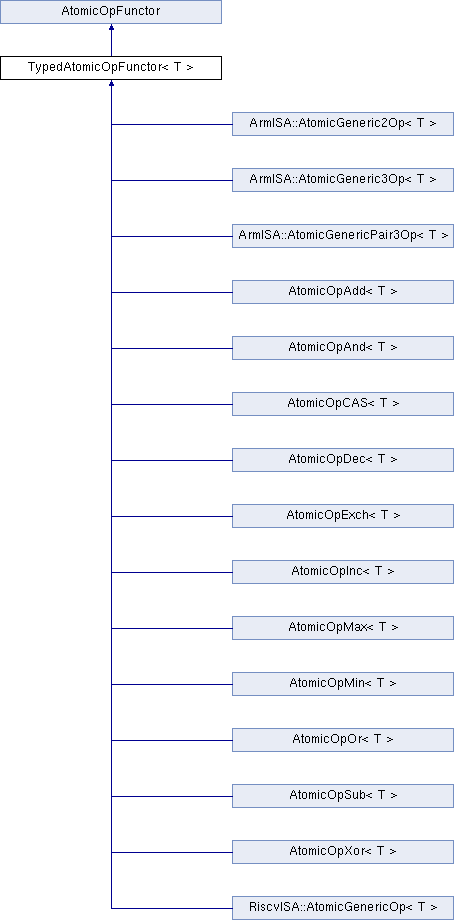 AtomicOpFunctor
TypedAtomicOpFunctor< T >
ArmISA::AtomicGeneric2Op< T >
ArmISA::AtomicGeneric3Op< T >
ArmISA::AtomicGenericPair3Op< T >
AtomicOpAdd< T >
AtomicOpAnd< T >
AtomicOpCAS< T >
AtomicOpDec< T >
AtomicOpExch< T >
AtomicOpInc< T >
AtomicOpMax< T >
AtomicOpMin< T >
AtomicOpOr< T >
AtomicOpSub< T >
AtomicOpXor< T >
RiscvISA::AtomicGenericOp< T >